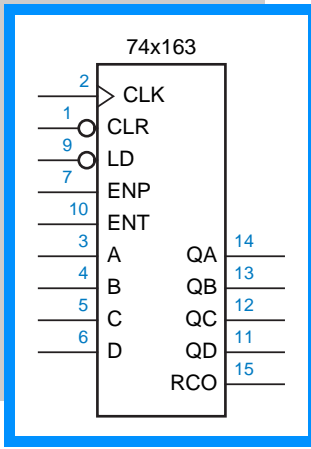 74x163
2 CLK
1 CLR
9 LD
7 ENP
10 ENT
3 A QA 14
4 B QB 13
5 C QC 12
6 D QD 11
RCO 15